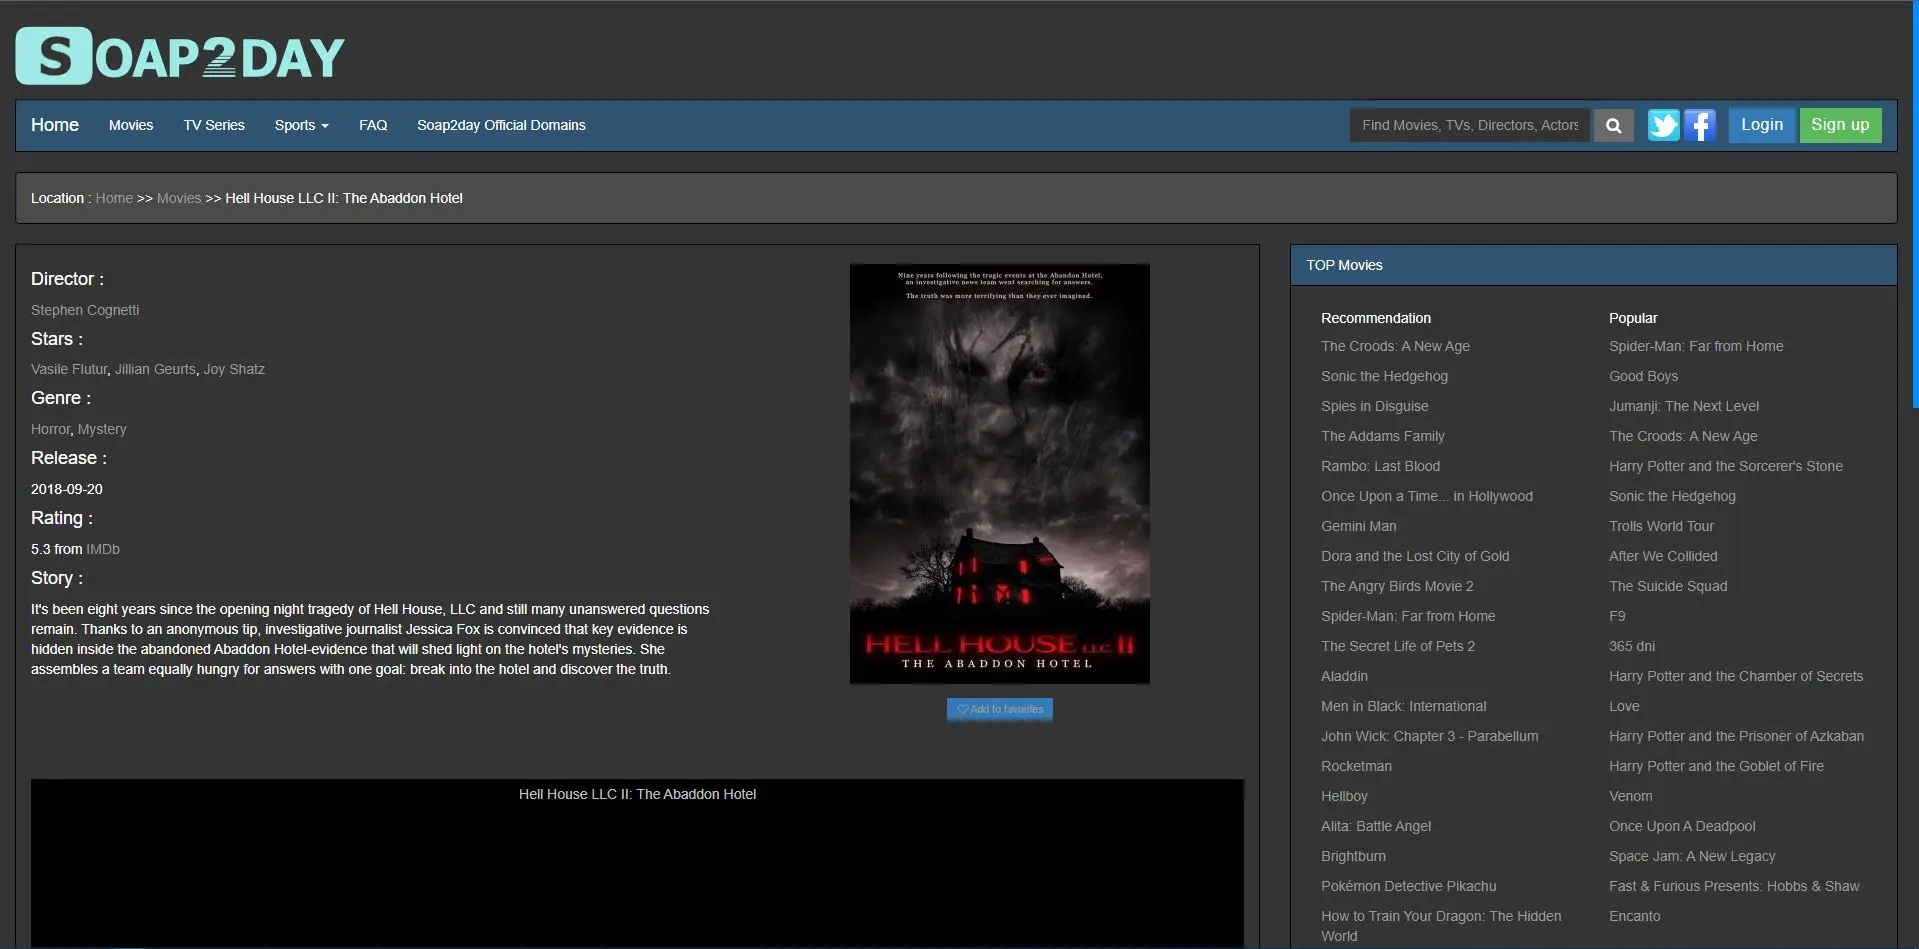 SOAP2DAY
Home Movies TV Series Sports FAQ Soap2day Official Domains Find Movies, TVs, Directors, Actors Login Sign up
Location : Home >> Movies >> Hell House LLC II: The Abaddon Hotel
Director :
Stephen Cognetti
Stars :
Vasile Flutur, Jillian Geurts, Joy Shatz
Genre :
Horror, Mystery
Release :
2018-09-20
Rating :
5.3 from IMDb
Story :
It's been eight years since the opening night tragedy of Hell House, LLC and still many unanswered questions
remain. Thanks to an anonymous tip, investigative journalist Jessica Fox is convinced that key evidence is
hidden inside the abandoned Abaddon Hotel-evidence that will shed light on the hotel's mysteries. She
assembles a team equally hungry for answers with one goal: break into the hotel and discover the truth.
Nine years following the tragic events at the Abandon Hotel,
an investigative news team went searching for answers.
The truth was more terrifying than they ever imagined.
HELL HOUSE LLC II
THE ABADDON HOTEL
Add to favorites
Hell House LLC II: The Abaddon Hotel
TOP Movies
Recommendation
The Croods: A New Age
Sonic the Hedgehog
Spies in Disguise
The Addams Family
Rambo: Last Blood
Once Upon a Time... in Hollywood
Gemini Man
Dora and the Lost City of Gold
The Angry Birds Movie 2
Spider-Man: Far from Home
The Secret Life of Pets 2
Aladdin
Men in Black: International
John Wick: Chapter 3 - Parabellum
Rocketman
Hellboy
Alita: Battle Angel
Brightburn
Pokémon Detective Pikachu
How to Train Your Dragon: The Hidden
World
Popular
Spider-Man: Far from Home
Good Boys
Jumanji: The Next Level
The Croods: A New Age
Harry Potter and the Sorcerer's Stone
Sonic the Hedgehog
Trolls World Tour
After We Collided
The Suicide Squad
F9
365 dni
Harry Potter and the Chamber of Secrets
Love
Harry Potter and the Prisoner of Azkaban
Harry Potter and the Goblet of Fire
Venom
Once Upon A Deadpool
Space Jam: A New Legacy
Fast & Furious Presents: Hobbs & Shaw
Encanto